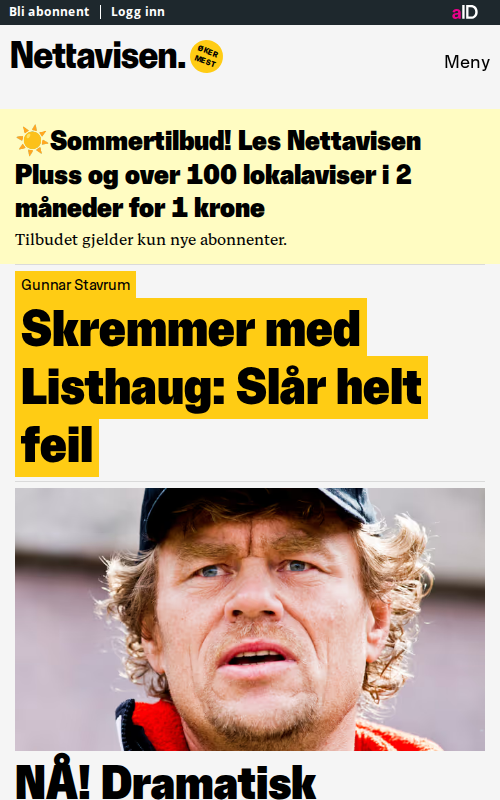 Bli abonnent | Logg inn
aID
Nettavisen.
ØKER
MEST
Meny
☀️Sommertilbud! Les Nettavisen
Pluss og over 100 lokalaviser i 2
måneder for 1 krone
Tilbudet gjelder kun nye abonnenter.
Gunnar Stavrum
Skremmer med
Listhaug: Slår helt
feil
NÅ! Dramatisk